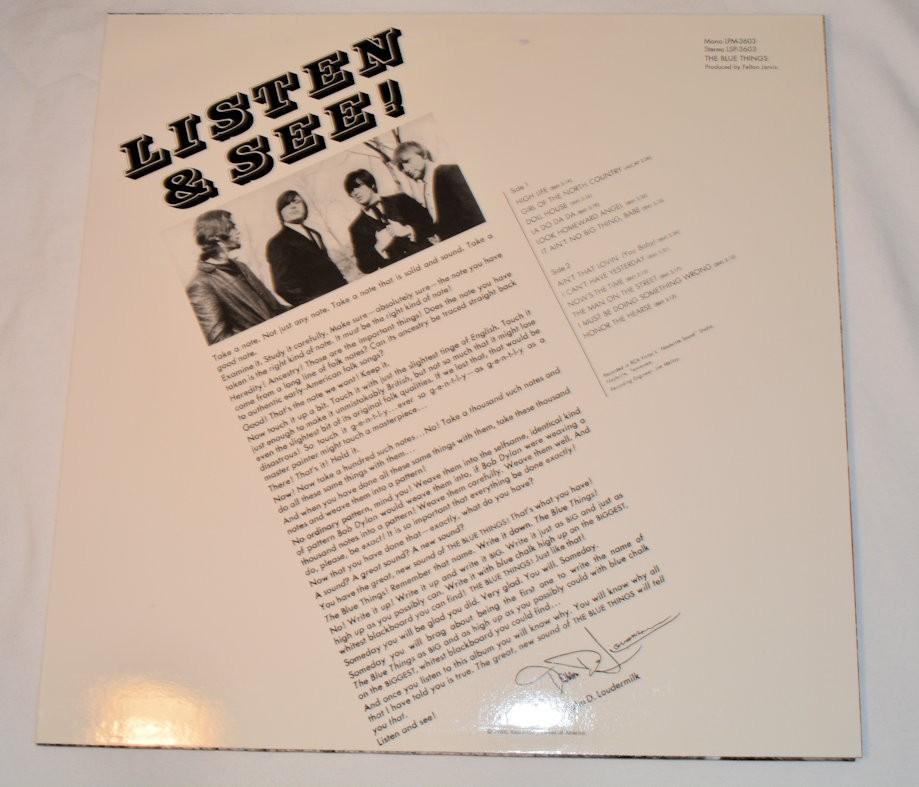 LISTEN
& SEE!
Mono LPM-3603
Stereo LSP-3603
THE BLUE THINGS
Produced by Felton Jarvis
Side 1
HIGH LIFE
GIRL OF THE NORTH COUNTRY
DOLL HOUSE
LA DO DA DA
LOOK HOMEWARD ANGEL
IT AIN'T NO BIG THING, BABE
Side 2
AIN'T THAT LOVIN' (You Baby)
I CAN'T HAVE YESTERDAY
NOW'S THE TIME
THE MAN ON THE STREET
I MUST BE DOING SOMETHING WRONG
HONOR THE HEARSE
Recorded in RCA Victor's "Nashville Sound" Studio,
Nashville, Tennessee.
Recording Engineer:
Take a note. Not just any note. Take a note that is solid and sound. Take a
good note.
Examine it. Study it carefully. Make sure—absolutely sure—the note you have
taken is the right kind of note. It must be the right kind of note!
Heredity! Ancestry! Those are the important things! Does the note you have
come from a long line of folk notes? Can its ancestry be traced straight back
to authentic early-American folk songs?
Good! That's the note we want! Keep it.
Now touch it up a bit. Touch it with just the slightest tinge of English. Touch it
just enough to make it unmistakably British, but not so much that it might lose
even the slightest bit of its original folk qualities. If we lost that, that would be
disastrous! So touch it g-e-n-t-l-y...ever so g-e-n-t-l-y—as g-e-n-t-l-y as a
master painter might touch a masterpiece...
There! That's it! Hold it.
Now! Now take a hundred such notes...No! Take a thousand such notes and
do all these same things with them...
And when you have done all these same things with them, take these thousand
notes and weave them into a pattern!
No ordinary pattern, mind you! Weave them into the selfsame, identical kind
of pattern Bob Dylan would weave them into, if Bob Dylan were weaving a
thousand notes into a pattern! Weave them carefully. Weave them well. And
do, please, be exact! It is so important that everything be done exactly!
Now that you have done that—exactly, what do you have?
A sound? A great sound? A new sound?
You have the great, new sound of THE BLUE THINGS! That's what you have!
The Blue Things! Remember that name. Write it down. The Blue Things!
No! Write it up! Write it up and write it BIG. Write it just as BIG and just as
high up as you possibly can. Write it with blue chalk high up on the BIGGEST,
whitest blackboard you can find! THE BLUE THINGS! Just like that!
Someday you will be glad you did. Very glad. You will. Someday.
Someday you will brag about being the first one to write the name of
The Blue Things as BIG and as high up as you possibly could with blue chalk
on the BIGGEST, whitest blackboard you could find...
And once you listen to this album you will know why. You will know why all
that I have told you is true. The great, new sound of THE BLUE THINGS will tell
you that.
Listen and see!
D. Loudermilk